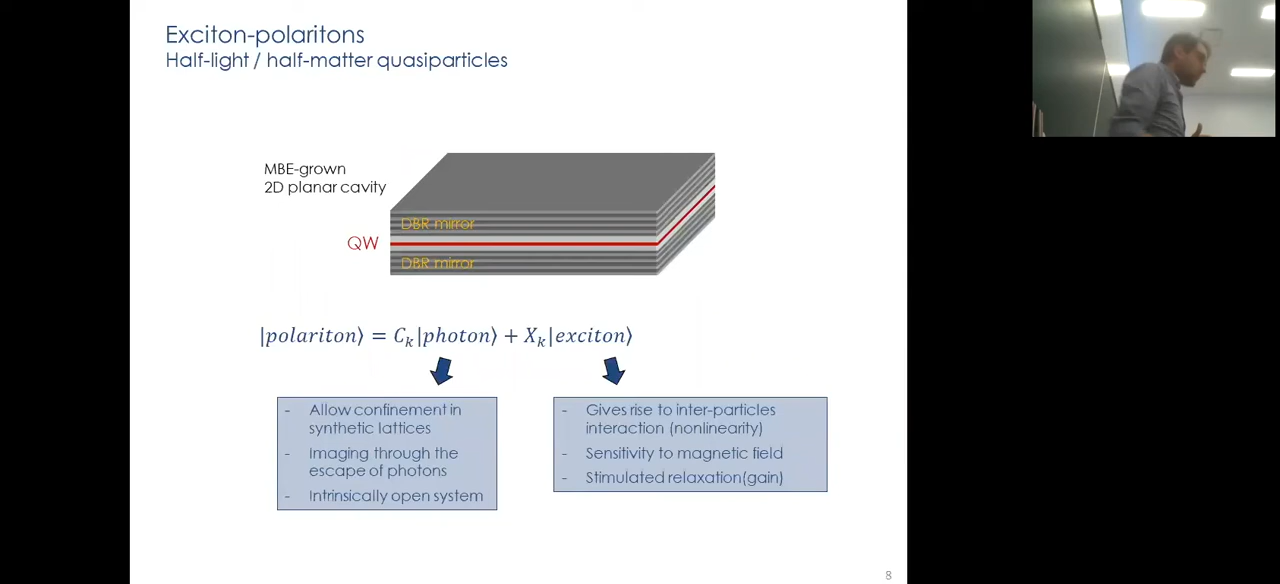 Exciton-polaritons
Half-light / half-matter quasiparticles
MBE-grown
2D planar cavity
DBR mirror
QW
DBR mirror
|polariton⟩ = C_k|photon⟩ + X_k|exciton⟩
- Allow confinement in
synthetic lattices
- Imaging through the
escape of photons
- Intrinsically open system
- Gives rise to inter-particles
interaction (nonlinearity)
- Sensitivity to magnetic field
- Stimulated relaxation(gain)
8